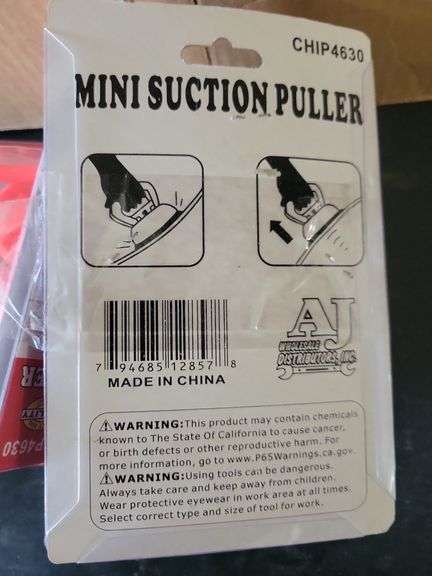 CHIP4630
MINI SUCTION PULLER
AJ
WHOLESALE
DISTRIBUTORS, INC.
7 94685 12857 8
MADE IN CHINA
⚠WARNING:This product may contain chemicals
known to The State Of California to cause cancer,
or birth defects or other reproductive harm. For
more information, go to www.P65Warnings.ca.gov.
⚠WARNING:Using tools can be dangerous.
Always take care and keep away from children.
Wear protective eyewear in work area at all times.
Select correct type and size of tool for work.
ER
P4630